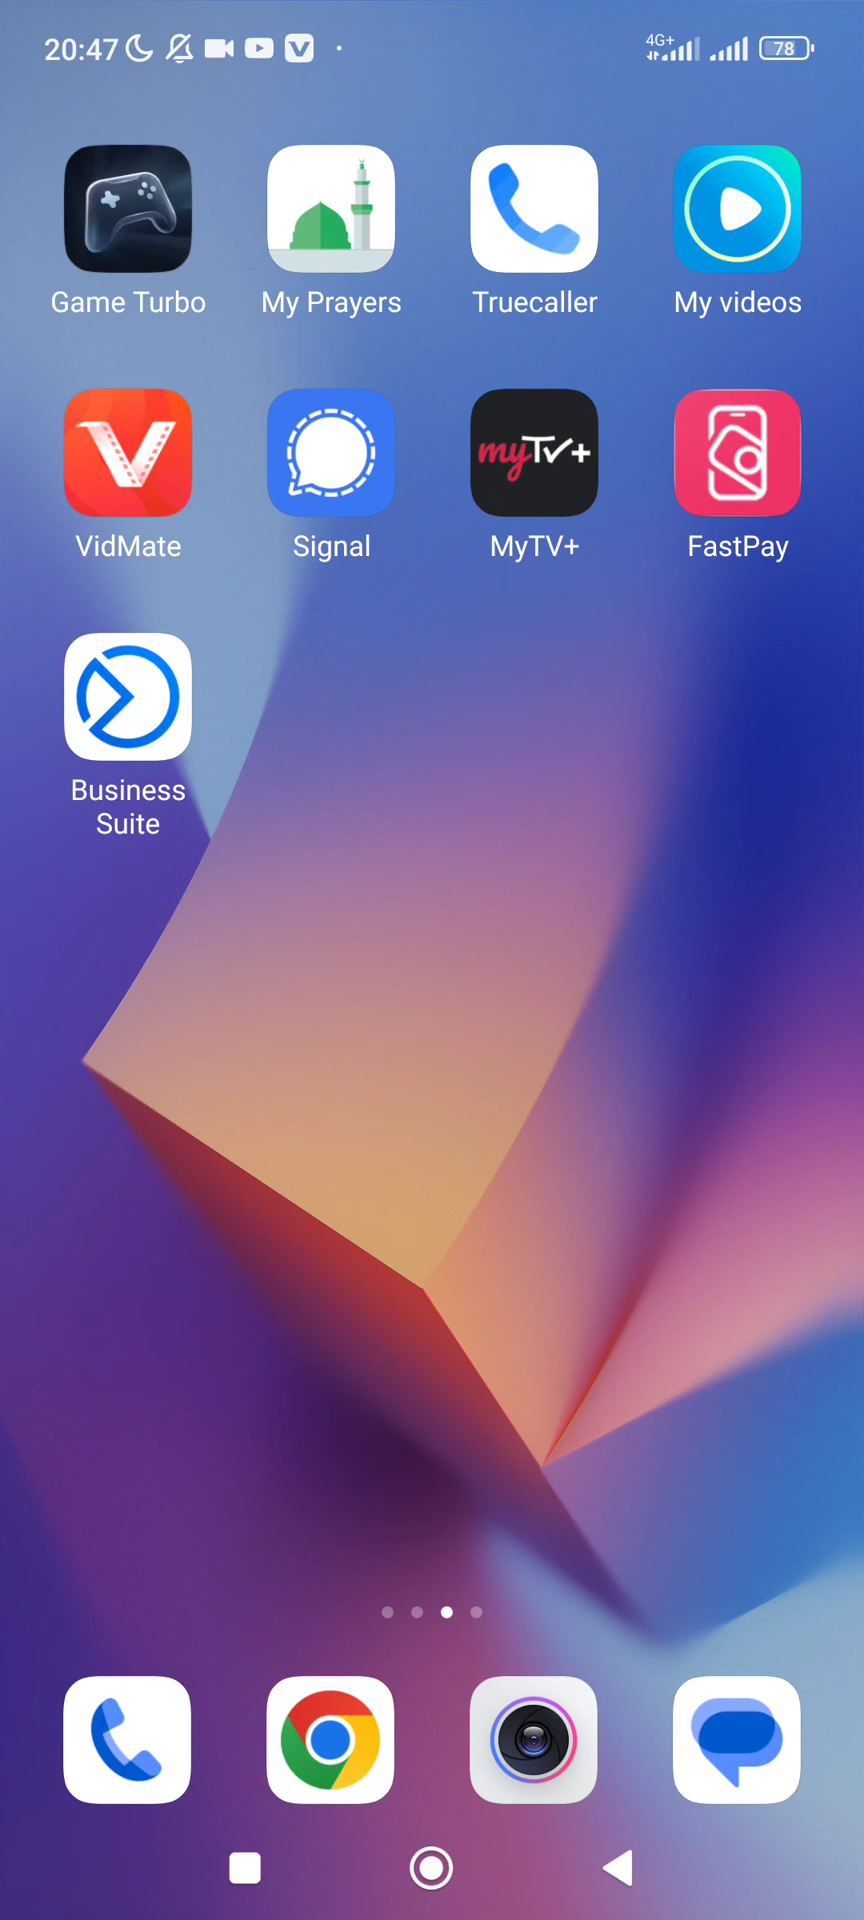 20:47
4G+
78
Game Turbo
My Prayers
Truecaller
My videos
myTV+
VidMate
Signal
MyTV+
FastPay
Business
Suite